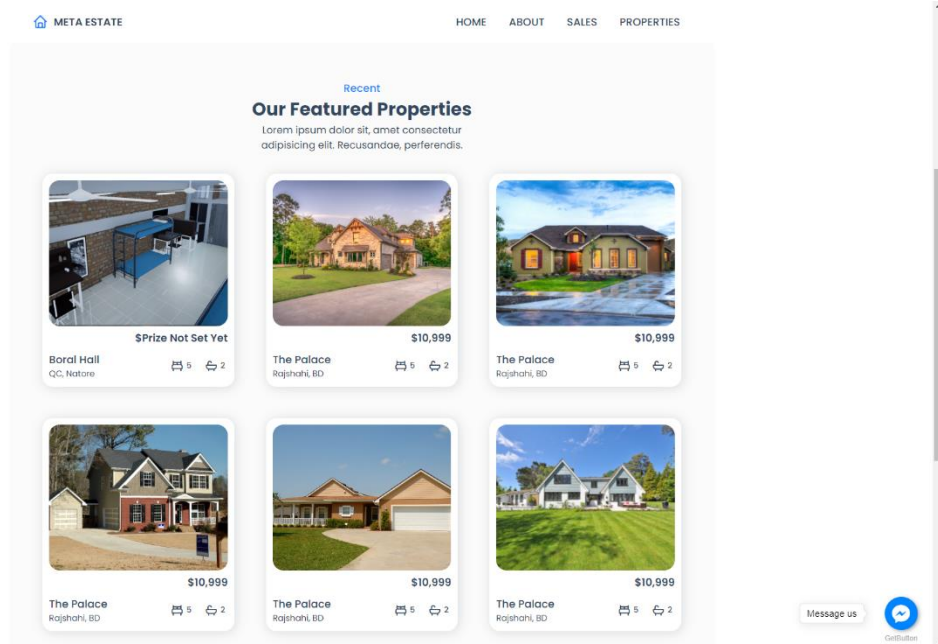 META ESTATE
HOME ABOUT SALES PROPERTIES
Recent
Our Featured Properties
Lorem ipsum dolor sit, amet consectetur
adipisicing elit. Recusandae, perferendis.
$Prize Not Set Yet
Boral Hall
QC, Natore
5 2
$10,999
The Palace
Rajshahi, BD
5 2
$10,999
The Palace
Rajshahi, BD
5 2
$10,999
The Palace
Rajshahi, BD
5 2
$10,999
The Palace
Rajshahi, BD
5 2
$10,999
The Palace
Rajshahi, BD
5 2
Message us
GetButton